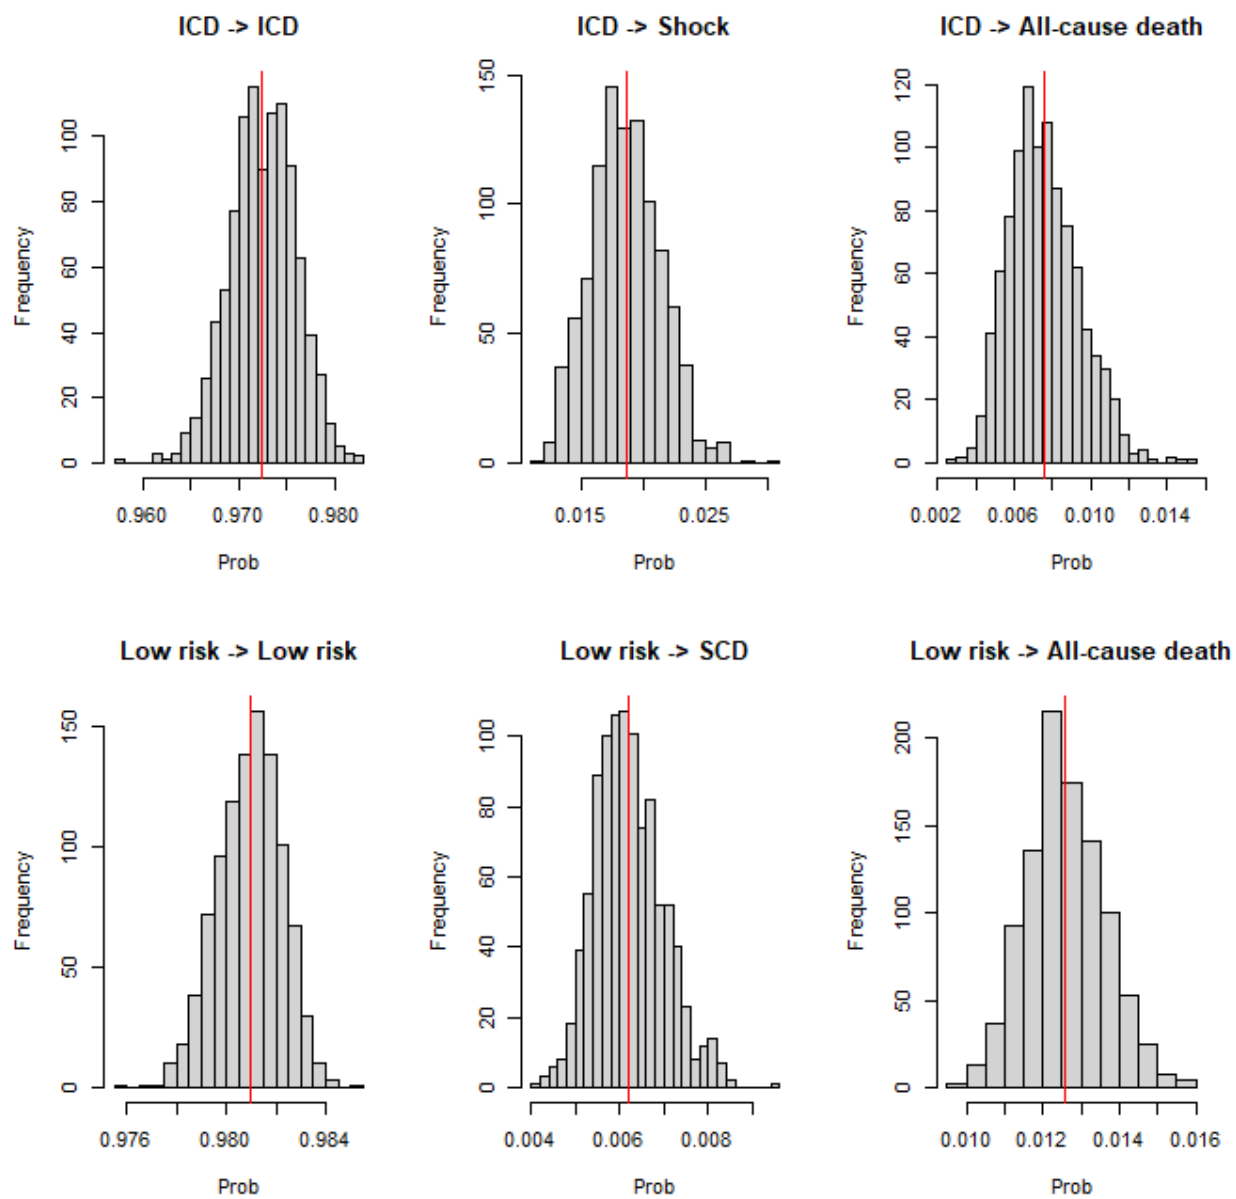 ICD -> ICD
ICD -> Shock
ICD -> All-cause death
Frequency
0 20 40 60 80 100
0.960 0.970 0.980
Prob
Frequency
0 50 100 150
0.015 0.025
Prob
Frequency
0 20 40 60 80 100 120
0.002 0.006 0.010 0.014
Prob
Low risk -> Low risk
Low risk -> SCD
Low risk -> All-cause death
Frequency
0 50 100 150
0.976 0.980 0.984
Prob
Frequency
0 20 40 60 80 100
0.004 0.006 0.008
Prob
Frequency
0 50 100 150 200
0.010 0.012 0.014 0.016
Prob